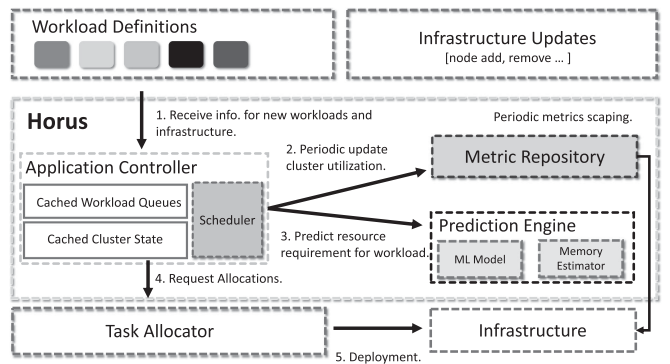 Workload Definitions
Infrastructure Updates
[node add, remove ... ]
Horus
1. Receive info. for new workloads and
infrastructure.
Periodic metrics scaping.
Application Controller
Cached Workload Queues
Cached Cluster State
Scheduler
2. Periodic update
cluster utilization.
Metric Repository
3. Predict resource
requirement for workload.
Prediction Engine
ML Model
Memory
Estimator
4. Request Allocations.
Task Allocator
5. Deployment.
Infrastructure